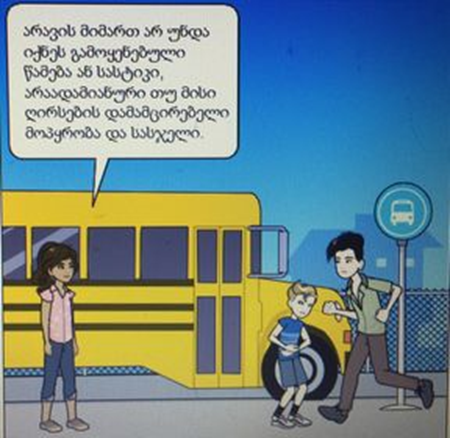 არავის მიმართ არ უნდა
იქნეს გამოყენებული
წამება ან სასტიკი,
არაადამიანური თუ მისი
ღირსების დამამცირებელი
მოპყრობა და სასჯელი.